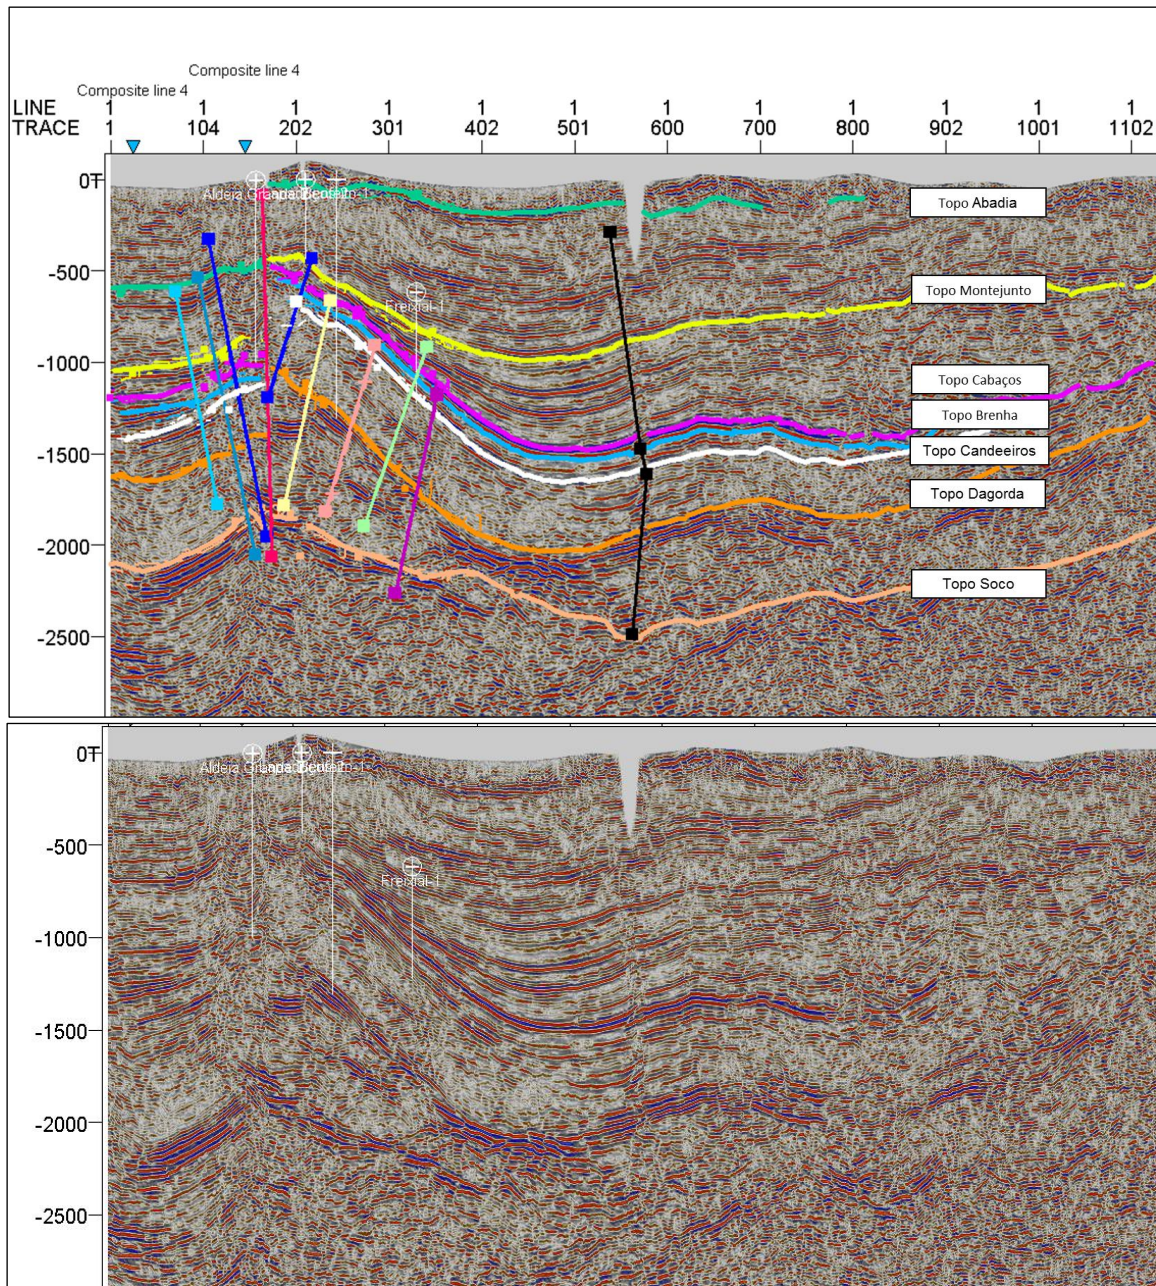 Composite line 4
Composite line 4
LINE 1 1 1 1 1 1 1 1 1 1 1 1
TRACE 1 104 202 301 402 501 600 700 800 902 1001 1102
0
Aldeia
Topo Abadia
-500
Topo Montejunto
Freixial-1
-1000
Topo Cabaços
Topo Brenha
-1500
Topo Candeeiros
Topo Dagorda
-2000
Topo Soco
-2500
0
Aldeia
-500
Freixial-1
-1000
-1500
-2000
-2500